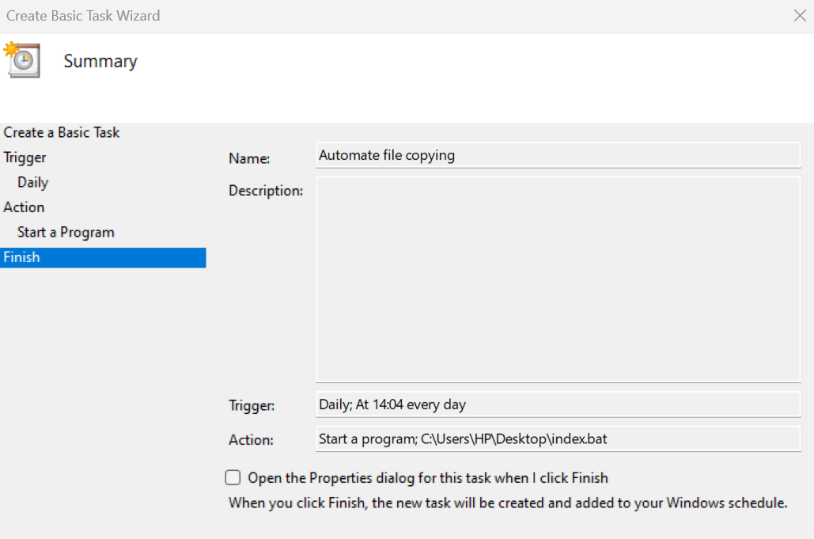 Create Basic Task Wizard
Summary
Create a Basic Task
Trigger
Daily
Action
Start a Program
Finish
Name: Automate file copying
Description:
Trigger: Daily; At 14:04 every day
Action: Start a program; C:\Users\HP\Desktop\index.bat
Open the Properties dialog for this task when I click Finish
When you click Finish, the new task will be created and added to your Windows schedule.